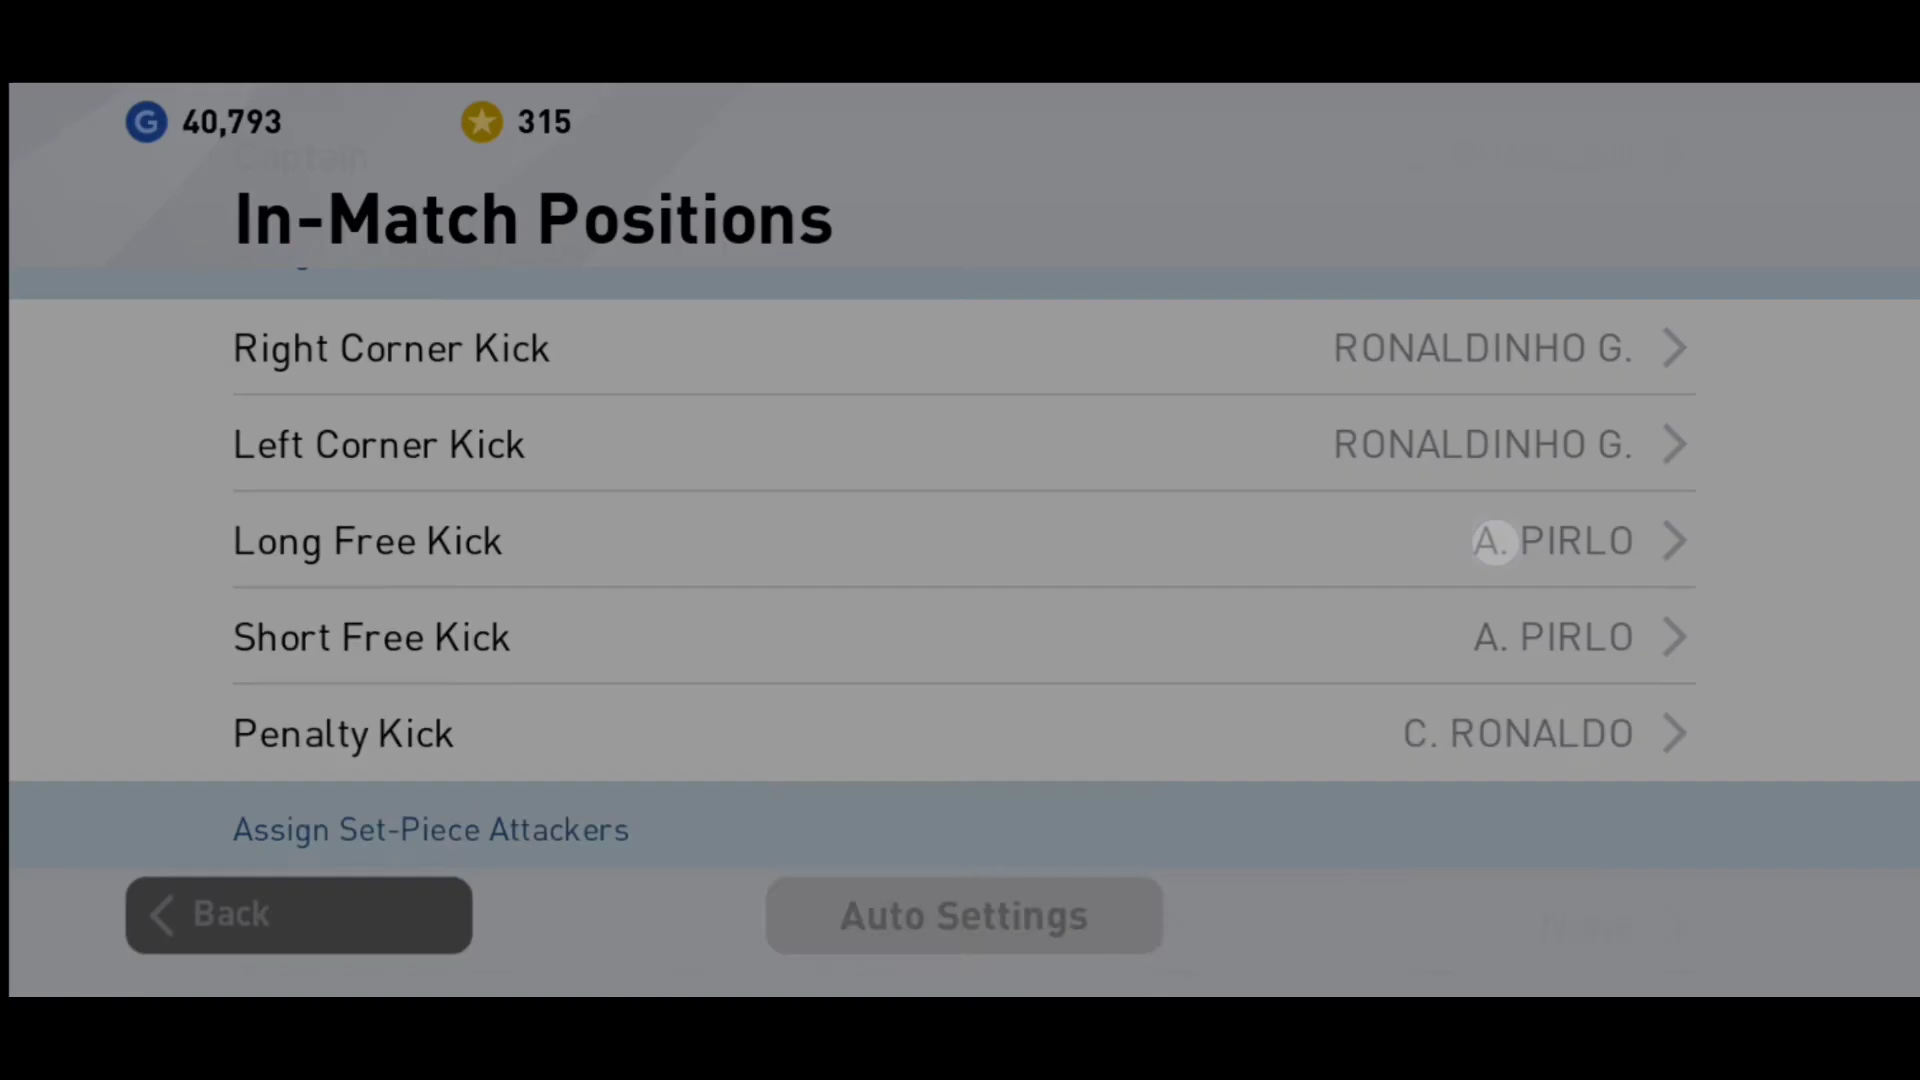 G 40,793 315
Captain
In-Match Positions
Right Corner Kick RONALDINHO G.
Left Corner Kick RONALDINHO G.
Long Free Kick A. PIRLO
Short Free Kick A. PIRLO
Penalty Kick C. RONALDO
Assign Set-Piece Attackers
Back Auto Settings